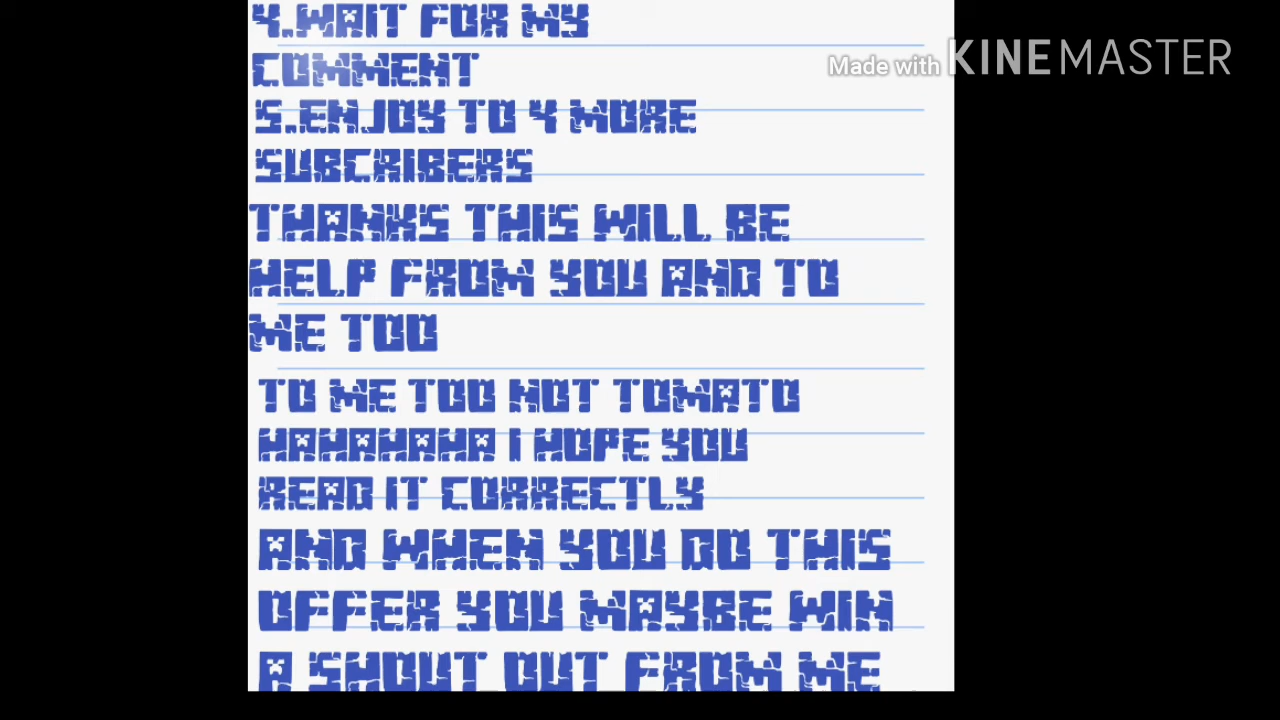 4.WAIT FOR MY
COMMENT
Made with KINEMASTER
5.ENJOY TO 4 MORE
SUBCRIBERS
THANKS THIS WILL BE
HELP FROM YOU AND TO
ME TOO
TO ME TOO NOT TOMATO
HAHAHAHA I HOPE YOU
READ IT CORRECTLY
AND WHEN YOU DO THIS
OFFER YOU MAYBE WIN
A SHOUT OUT FROM ME